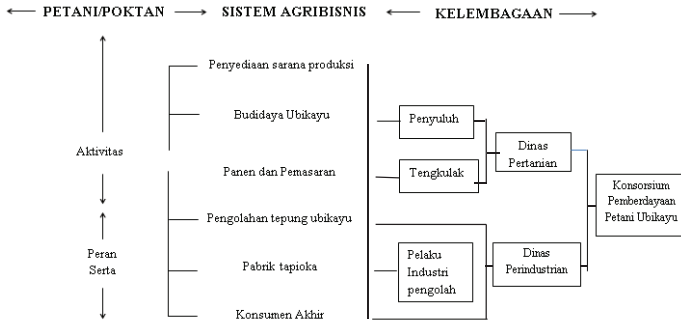 PETANI/POKTAN
SISTEM AGRIBISNIS
KELEMBAGAAN
Penyediaan sarana produksi
Budidaya Ubikayu
Penyuluh
Dinas
Pertanian
Aktivitas
Panen dan Pemasaran
Tengkulak
Konsorsium
Pemberdayaan
Petani Ubikayu
Pengolahan tepung ubikayu
Peran
Serta
Pabrik tapioka
Pelaku
Industri
pengolah
Dinas
Perindustrian
Konsumen Akhir